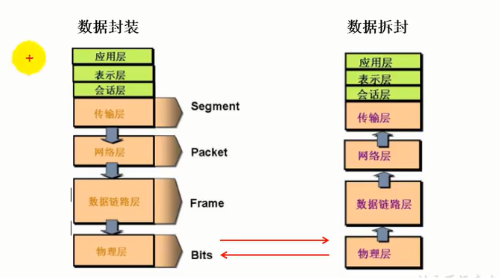 数据封装
数据拆封
应用层
表示层
会话层
传输层
Segment
网络层
Packet
数据链路层
Frame
物理层
Bits
应用层
表示层
会话层
传输层
网络层
数据链路层
物理层